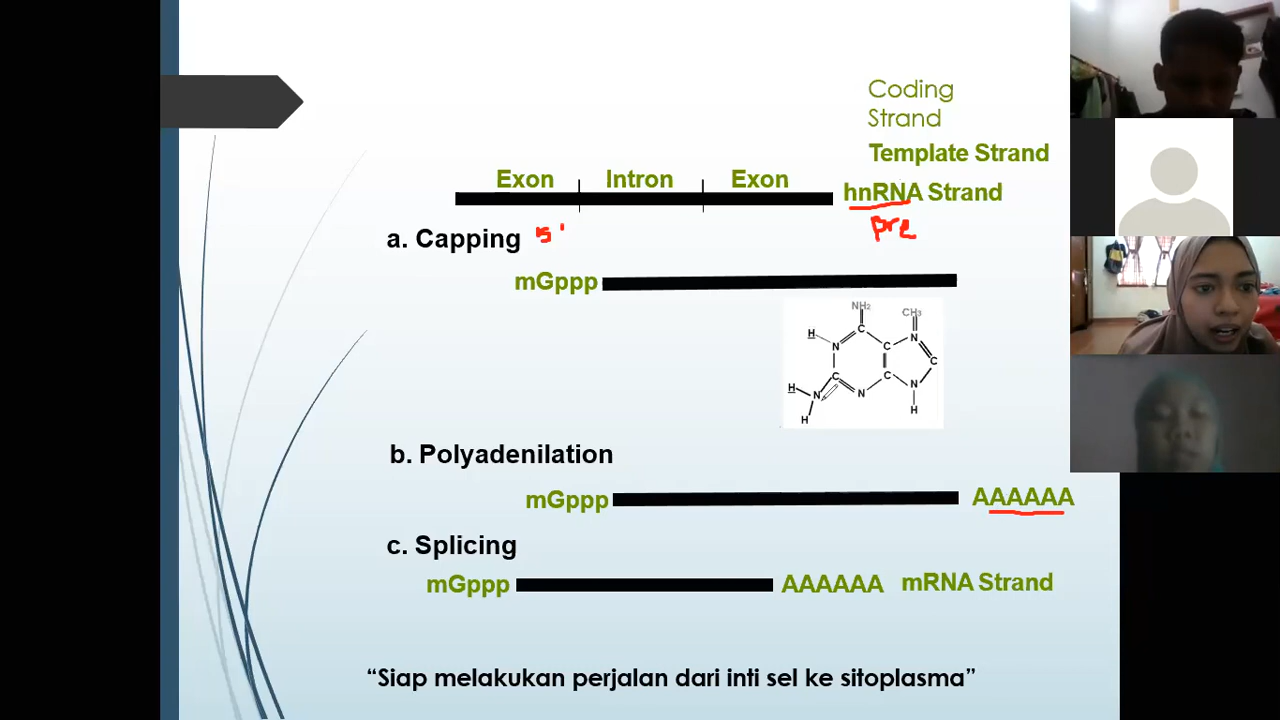 Coding
Strand
Template Strand
Exon Intron Exon
hnRNA Strand
pre
a. Capping 5'
mGppp
NH₂
CH₃
H
C
N
N
C
C
C
C
H
N
N
N
H
H
b. Polyadenilation
mGppp AAAAAA
c. Splicing
mGppp AAAAAA mRNA Strand
“Siap melakukan perjalan dari inti sel ke sitoplasma”